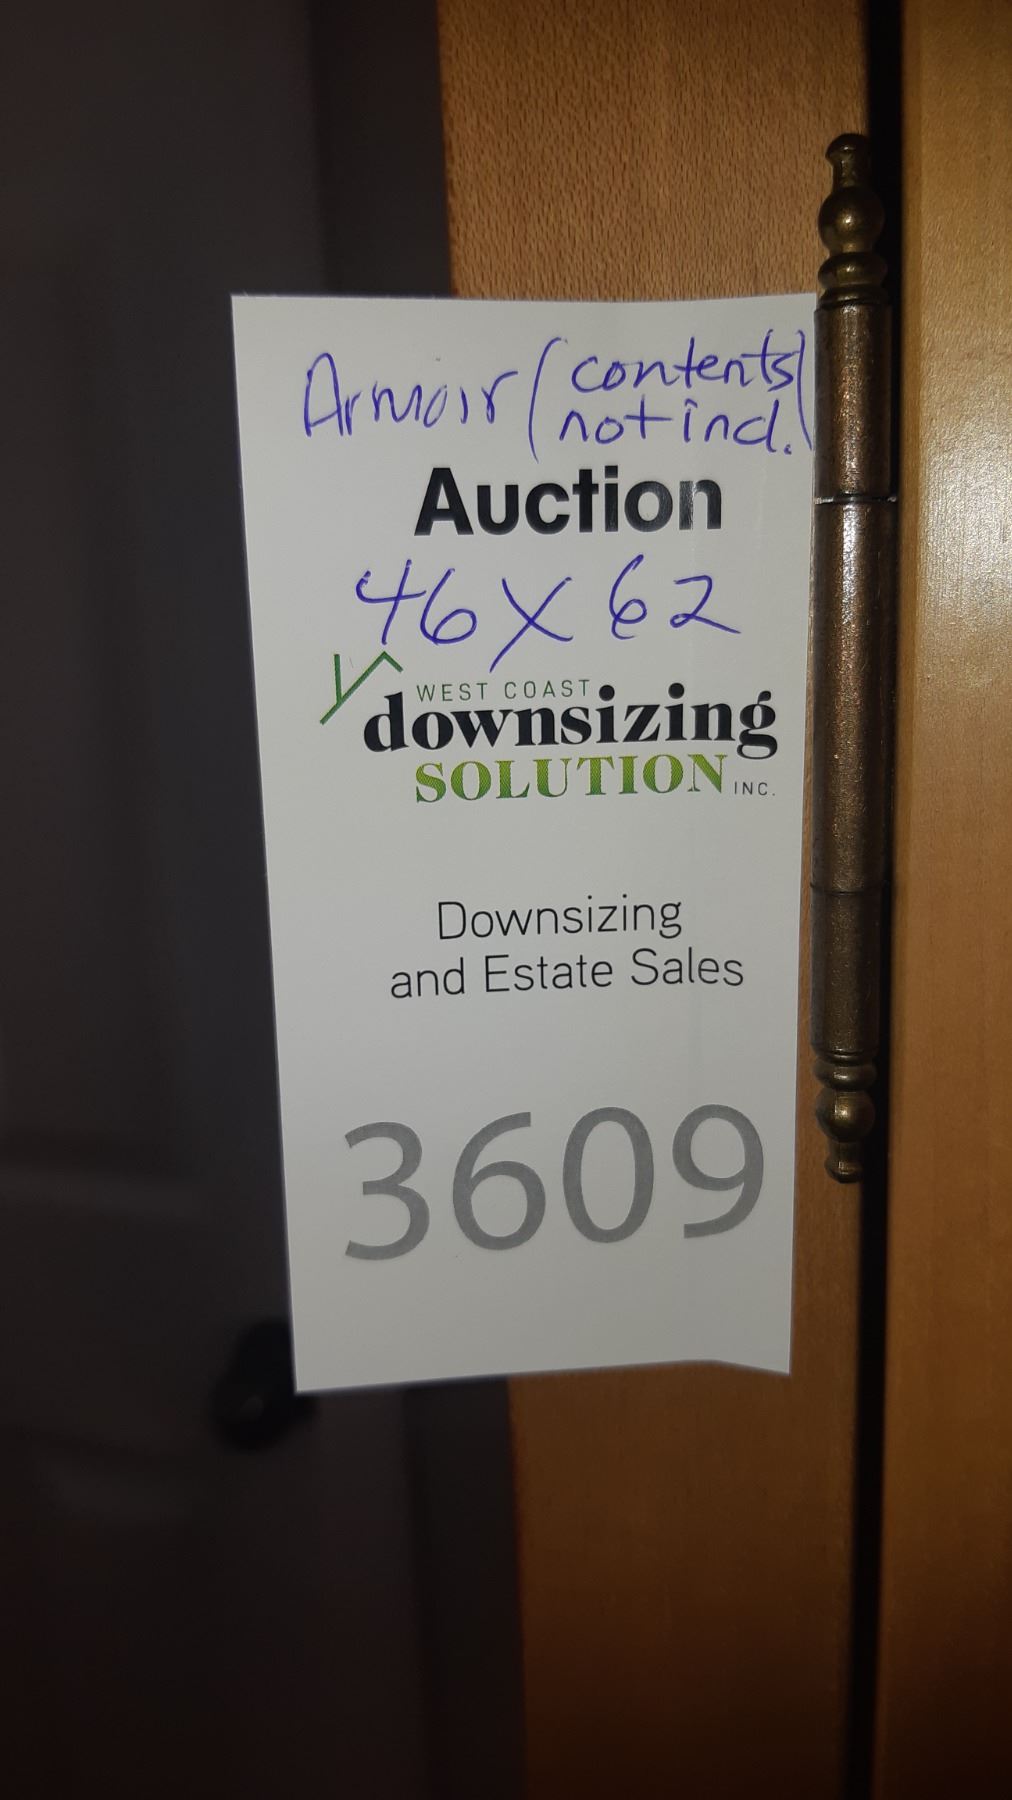 Armoir (contents
not incl.)
Auction
46 X 62
WEST COAST
downsizing
SOLUTION INC.
Downsizing
and Estate Sales
3609